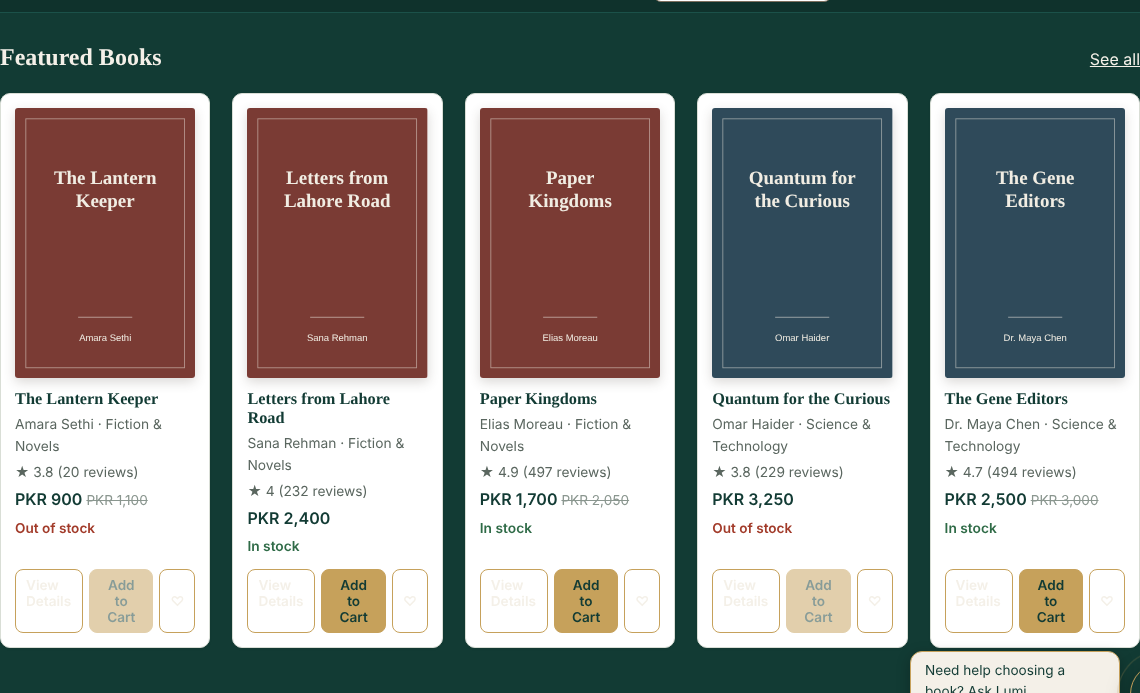 Featured Books
See all
The Lantern
Keeper
Amara Sethi
The Lantern Keeper
Amara Sethi · Fiction &
Novels
★ 3.8 (20 reviews)
PKR 900 PKR 1,100
Out of stock
View
Details
Add
to
Cart
♡
Letters from
Lahore Road
Sana Rehman
Letters from Lahore
Road
Sana Rehman · Fiction &
Novels
★ 4 (232 reviews)
PKR 2,400
In stock
View
Details
Add
to
Cart
♡
Paper
Kingdoms
Elias Moreau
Paper Kingdoms
Elias Moreau · Fiction &
Novels
★ 4.9 (497 reviews)
PKR 1,700 PKR 2,050
In stock
View
Details
Add
to
Cart
♡
Quantum for
the Curious
Omar Haider
Quantum for the Curious
Omar Haider · Science &
Technology
★ 3.8 (229 reviews)
PKR 3,250
Out of stock
View
Details
Add
to
Cart
♡
The Gene
Editors
Dr. Maya Chen
The Gene Editors
Dr. Maya Chen · Science &
Technology
★ 4.7 (494 reviews)
PKR 2,500 PKR 3,000
In stock
View
Details
Add
to
Cart
♡
Need help choosing a
book? Ask Lumi